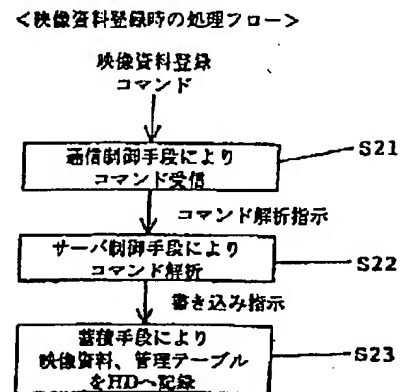 ＜映像資料登録時の処理フロー＞
映像資料登録
コマンド
通信制御手段により
コマンド受信
S21
コマンド解析指示
サーバ制御手段により
コマンド解析
S22
書き込み指示
蓄積手段により
映像資料、管理テーブル
をHDへ記録
S23